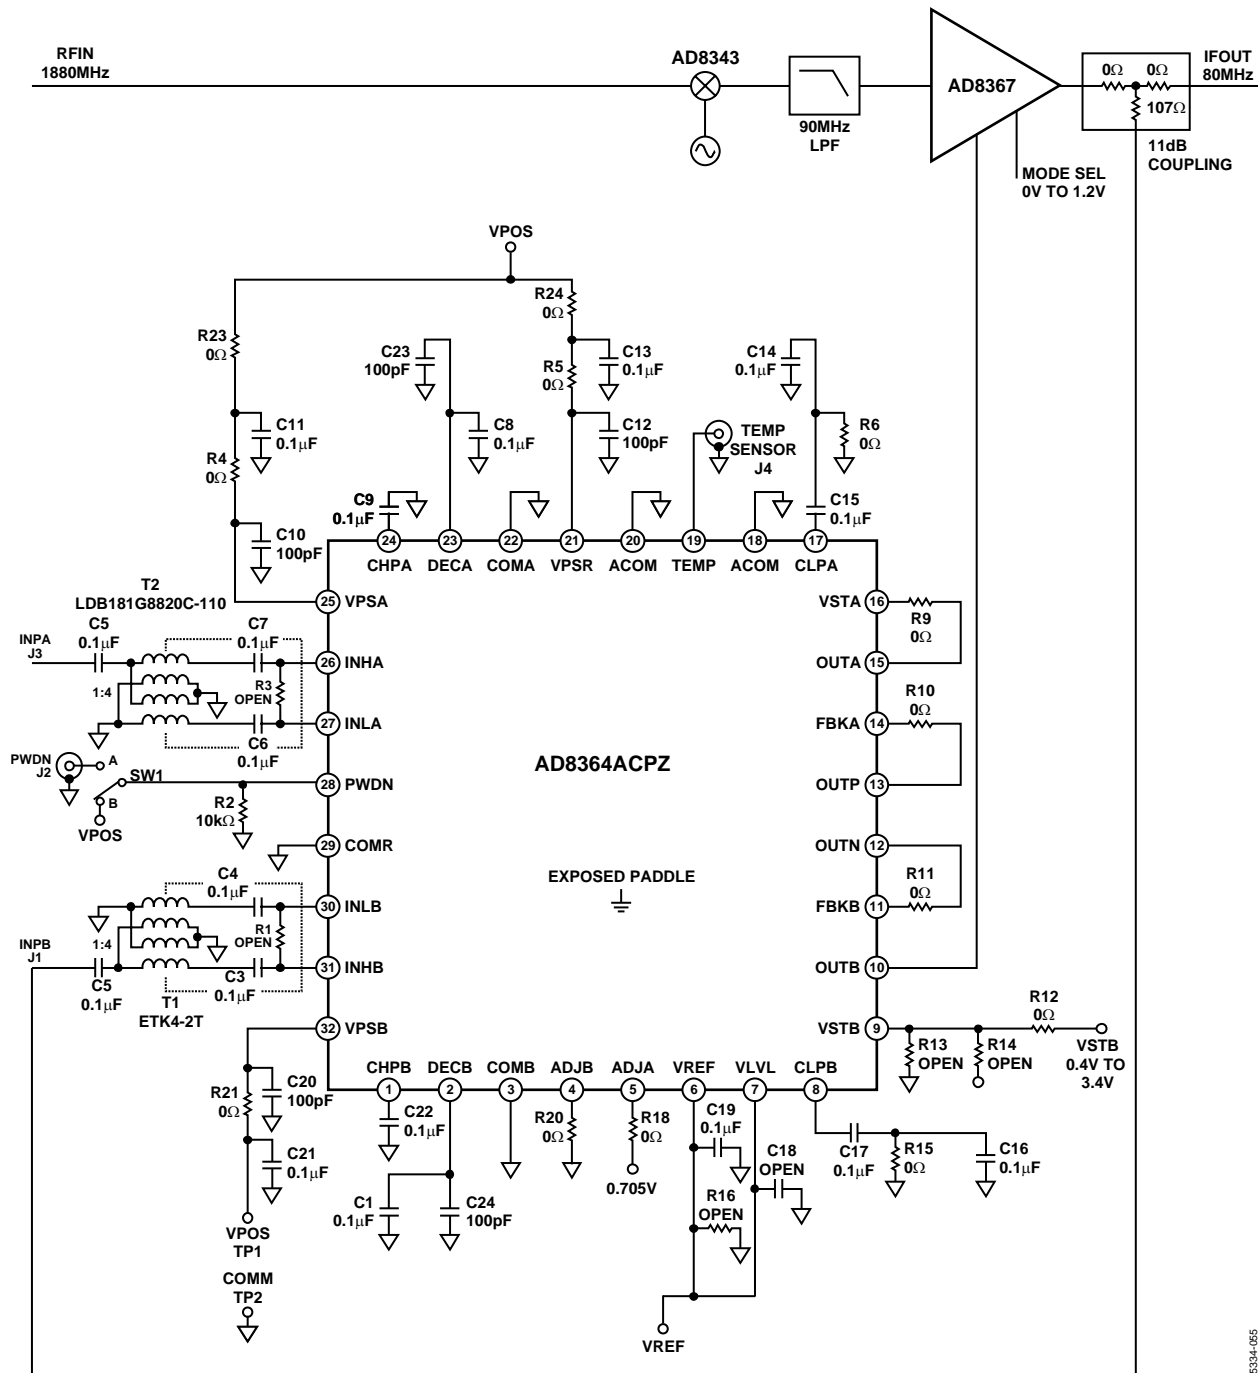 RFIN
1880MHz
AD8343
90MHz
LPF
AD8367
MODE SEL
0V TO 1.2V
0Ω
0Ω
107Ω
11dB
COUPLING
IFOUT
80MHz
VPOS
R23
0Ω
C11
0.1μF
R4
0Ω
C10
100pF
C23
100pF
C8
0.1μF
C9
0.1μF
R24
0Ω
C13
0.1μF
R5
0Ω
C12
100pF
TEMP
SENSOR
J4
C14
0.1μF
R6
0Ω
C15
0.1μF
24
23
22
21
20
19
18
17
CHPA
DECA
COMA
VPSR
ACOM
TEMP
ACOM
CLPA
T2
LDB181G8820C-110
INPA
J3
C5
0.1μF
C7
0.1μF
1:4
R3
OPEN
C6
0.1μF
PWDN
J2
A
SW1
B
VPOS
R2
10kΩ
C4
0.1μF
1:4
R1
OPEN
INPB
J1
C5
0.1μF
C3
0.1μF
T1
ETK4-2T
25 VPSA
26 INHA
27 INLA
28 PWDN
29 COMR
30 INLB
31 INHB
32 VPSB
AD8364ACPZ
EXPOSED PADDLE
VSTA 16
R9
0Ω
OUTA 15
R10
0Ω
FBKA 14
OUTP 13
OUTN 12
R11
0Ω
FBKB 11
OUTB 10
VSTB 9
R12
0Ω
R13
OPEN
R14
OPEN
VSTB
0.4V TO
3.4V
CHPB
DECB
COMB
ADJB
ADJA
VREF
VLVL
CLPB
1
2
3
4
5
6
7
8
R21
0Ω
C20
100pF
C21
0.1μF
VPOS
TP1
COMM
TP2
C22
0.1μF
C1
0.1μF
C24
100pF
R20
0Ω
R18
0Ω
0.705V
C19
0.1μF
C18
OPEN
R16
OPEN
VREF
C17
0.1μF
R15
0Ω
C16
0.1μF
5334-055